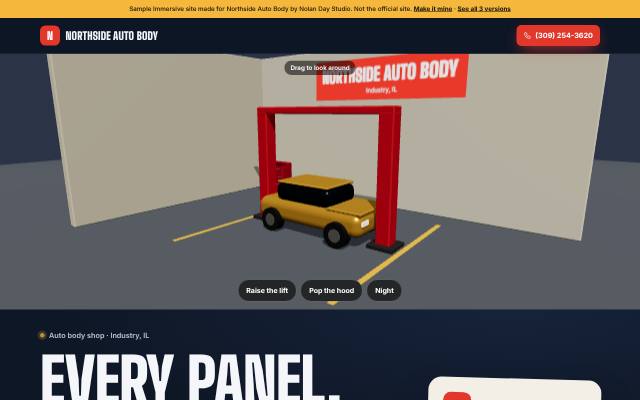 Sample Immersive site made for Northside Auto Body by Nolan Day Studio. Not the official site. Make it mine · See all 3 versions
N NORTHSIDE AUTO BODY
(309) 254-3620
Drag to look around
NORTHSIDE AUTO BODY
Industry, IL
Raise the lift
Pop the hood
Night
Auto body shop · Industry, IL
EVERY PANEL.